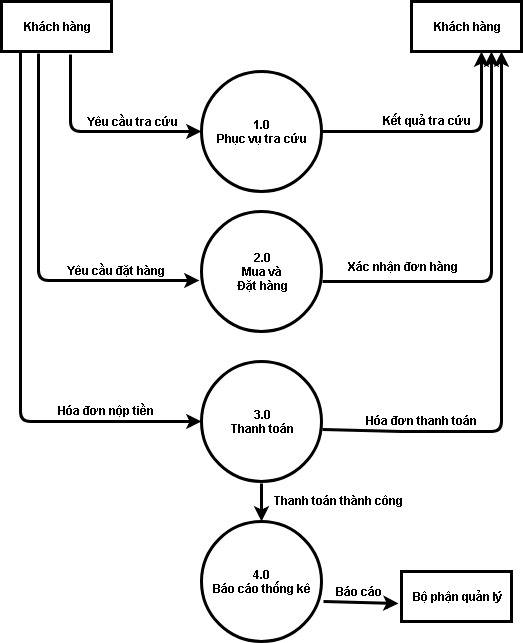 Khách hàng
Khách hàng
1.0
Phục vụ tra cứu
Yêu cầu tra cứu
Kết quả tra cứu
2.0
Mua và
Đặt hàng
Yêu cầu đặt hàng
Xác nhận đơn hàng
3.0
Thanh toán
Hóa đơn nộp tiền
Hóa đơn thanh toán
Thanh toán thành công
4.0
Báo cáo thống kê
Báo cáo
Bộ phận quản lý